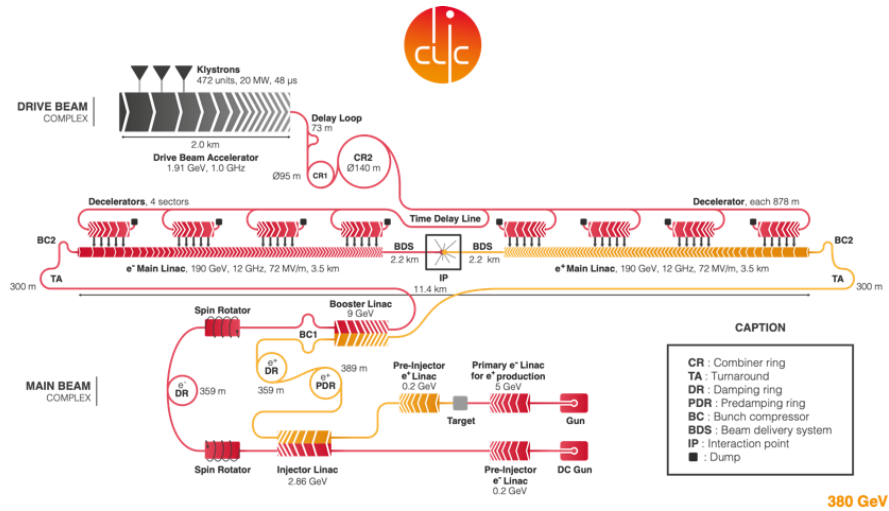 clic
Klystrons
472 units, 20 MW, 48 µs
DRIVE BEAM
COMPLEX
2.0 km
Drive Beam Accelerator
1.91 GeV, 1.0 GHz
Delay Loop
73 m
CR1
Ø95 m
CR2
Ø140 m
Decelerators, 4 sectors
Time Delay Line
Decelerator, each 878 m
BC2
TA
300 m
e⁻ Main Linac, 190 GeV, 12 GHz, 72 MV/m, 3.5 km
BDS
2.2 km
IP
BDS
2.2 km
e⁺ Main Linac, 190 GeV, 12 GHz, 72 MV/m, 3.5 km
BC2
TA
300 m
11.4 km
MAIN BEAM
COMPLEX
Spin Rotator
BC1
Booster Linac
9 GeV
e⁻
DR
359 m
e⁺
DR
359 m
e⁺
PDR
389 m
Pre-Injector
e⁺ Linac
0.2 GeV
Primary e⁻ Linac
for e⁺ production
5 GeV
Target
Gun
Spin Rotator
Injector Linac
2.86 GeV
Pre-Injector
e⁻ Linac
0.2 GeV
DC Gun
CAPTION
CR : Combiner ring
TA : Turnaround
DR : Damping ring
PDR : Predamping ring
BC : Bunch compressor
BDS : Beam delivery system
IP : Interaction point
: Dump
380 GeV